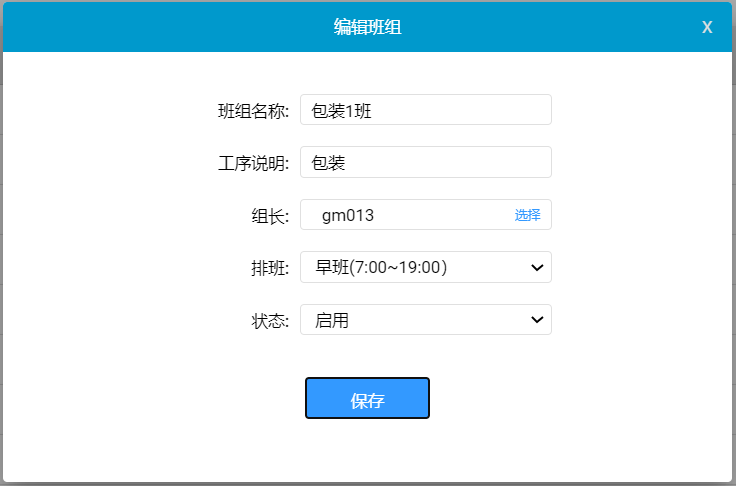 编辑班组 X
班组名称: 包装1班
工序说明: 包装
组长: gm013 选择
排班: 早班(7:00~19:00）
状态: 启用
保存